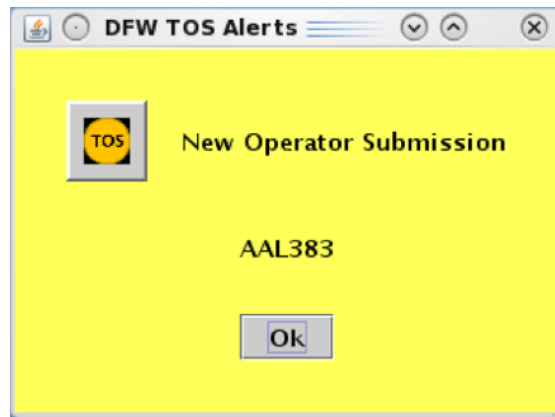 DFW TOS Alerts
TOS
New Operator Submission
AAL383
Ok